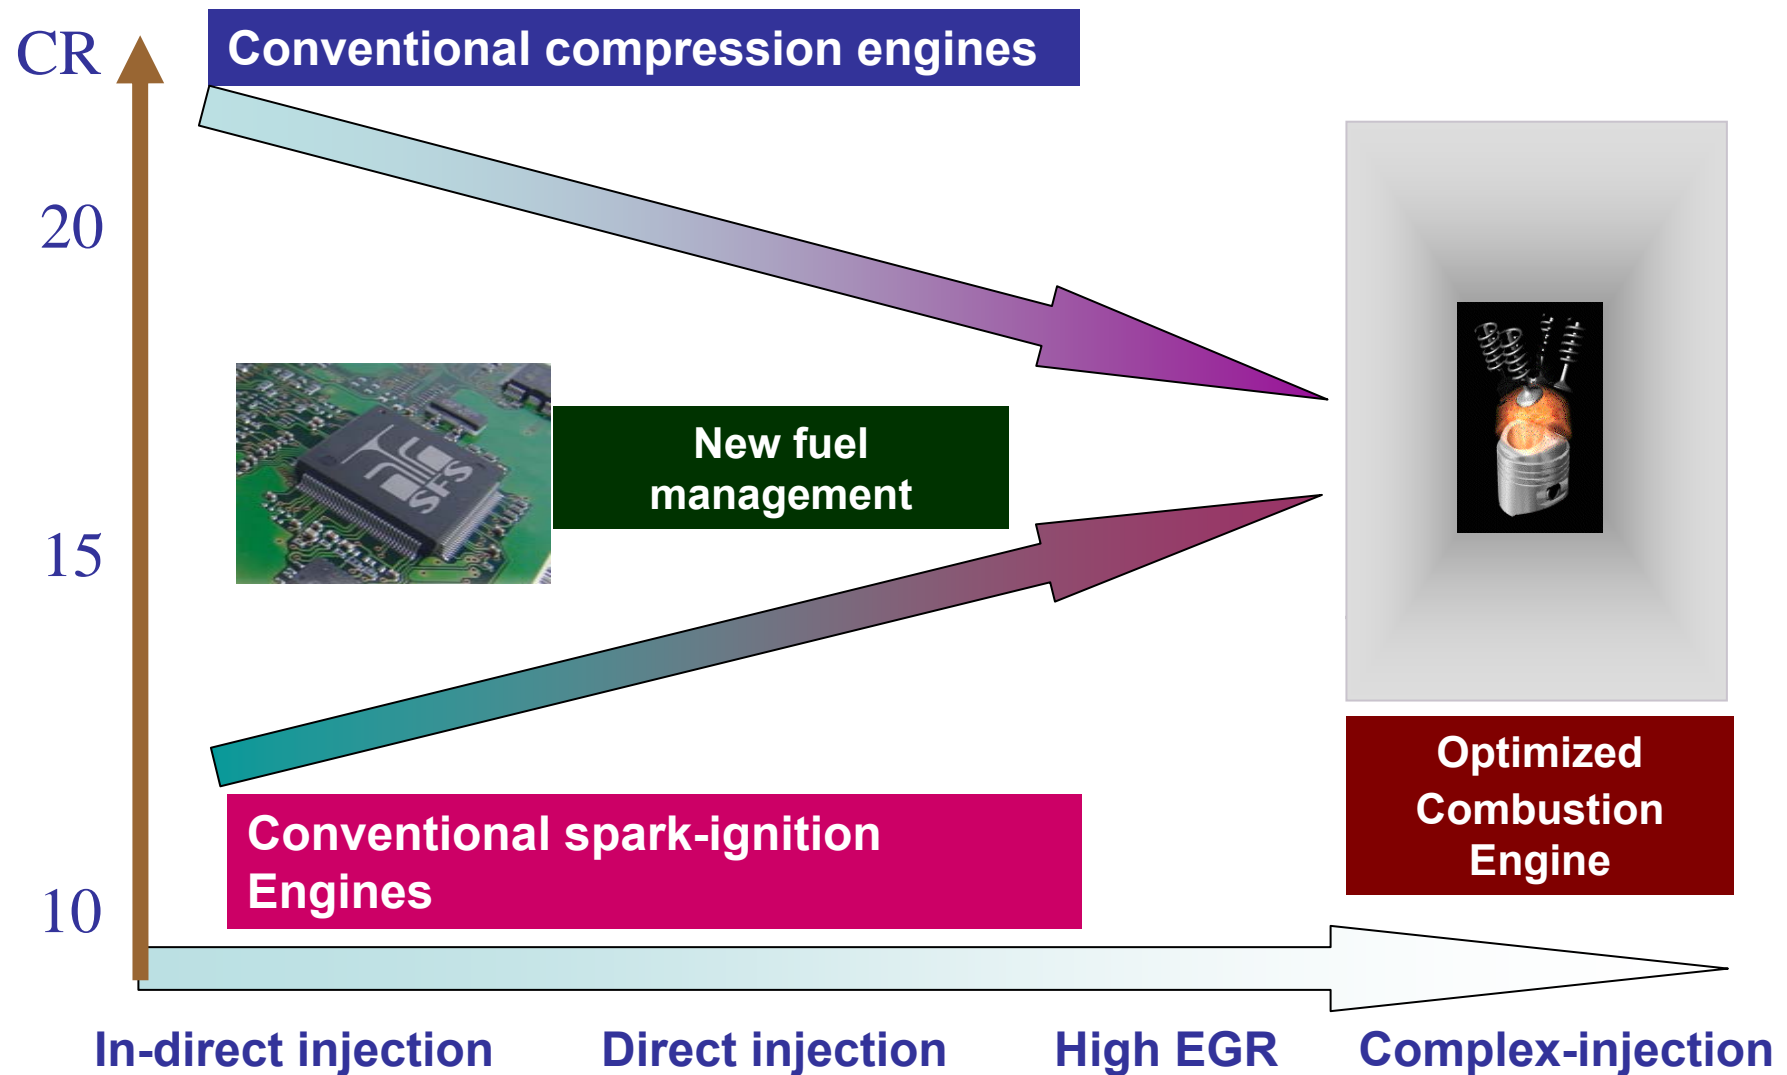 CR
Conventional compression engines
20
New fuel
management
SFS
15
Optimized
Combustion
Engine
Conventional spark-ignition
Engines
10
In-direct injection
Direct injection
High EGR
Complex-injection